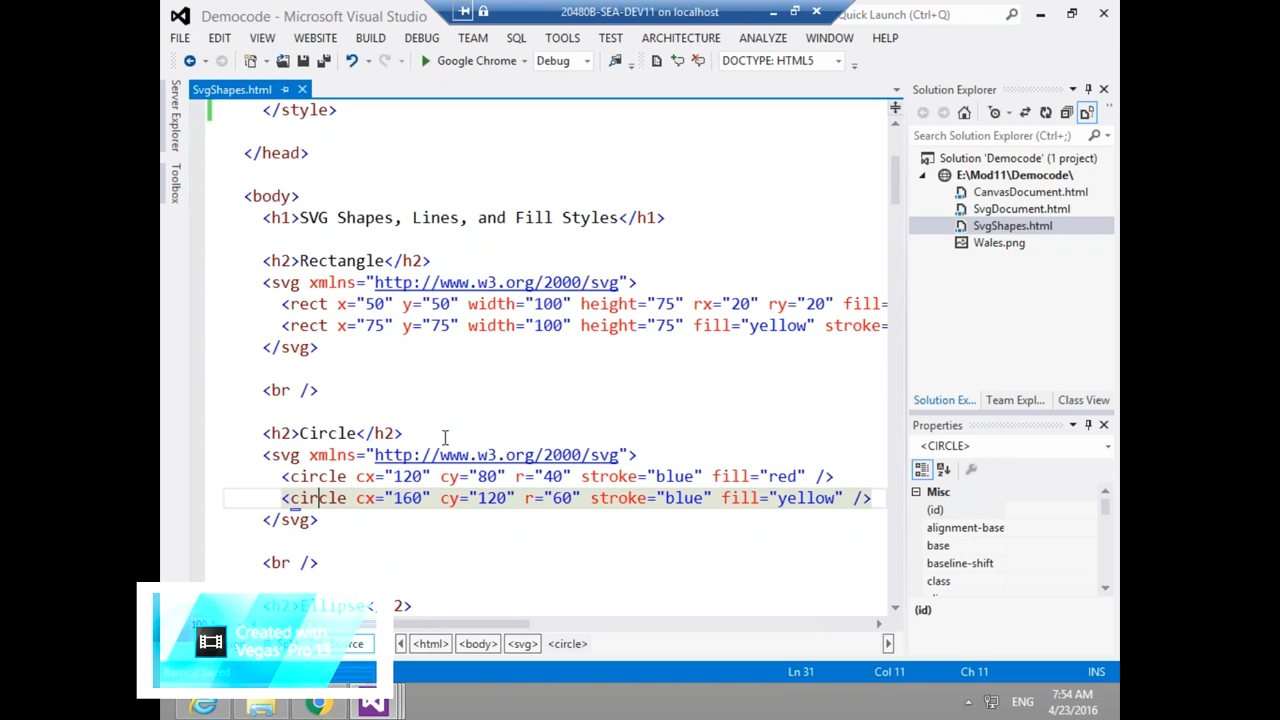 Democode - Microsoft Visual Studio
20480B-SEA-DEV11 on localhost
Quick Launch (Ctrl+Q)
FILE EDIT VIEW WEBSITE BUILD DEBUG TEAM SQL TOOLS TEST ARCHITECTURE ANALYZE WINDOW HELP
Google Chrome Debug DOCTYPE: HTML5
SvgShapes.html
Server Explorer
Toolbox
</style>
</head>
<body>
<h1>SVG Shapes, Lines, and Fill Styles</h1>
<h2>Rectangle</h2>
<svg xmlns="http://www.w3.org/2000/svg">
<rect x="50" y="50" width="100" height="75" rx="20" ry="20" fill=
<rect x="75" y="75" width="100" height="75" fill="yellow" stroke=
</svg>
<br />
<h2>Circle</h2>
<svg xmlns="http://www.w3.org/2000/svg">
<circle cx="120" cy="80" r="40" stroke="blue" fill="red" />
<circle cx="160" cy="120" r="60" stroke="blue" fill="yellow" />
</svg>
<br />
<h2>Ellipse
<html> <body> <svg> <circle>
Solution Explorer
Search Solution Explorer (Ctrl+;)
Solution 'Democode' (1 project)
E:\Mod11\Democode\
CanvasDocument.html
SvgDocument.html
SvgShapes.html
Wales.png
Solution Ex... Team Expl... Class View
Properties
<CIRCLE>
Misc
(id)
alignment-base
base
baseline-shift
class
(id)
Created with
Vegas Pro 13
Item(s) Saved
Ln 31 Col 11 Ch 11 INS
ENG
7:54 AM
4/23/2016